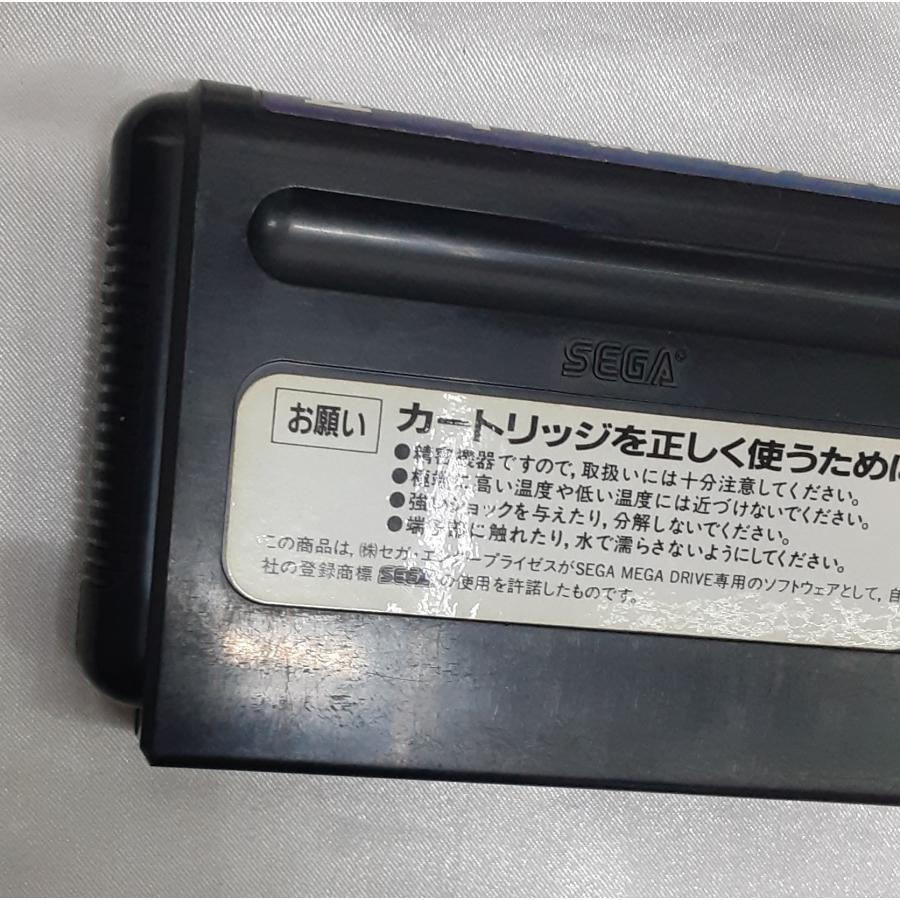 SEGA®
お願い
カートリッジを正しく使うために
●精密機器ですので，取扱いには十分注意してください。
●極端に高い温度や低い温度には近づけないでください。
●強いショックを与えたり，分解しないでください。
●端子部に触れたり，水で濡らさないようにしてください。
この商品は，㈱セガ・エンタープライゼスがSEGA MEGA DRIVE専用のソフトウェアとして，自
社の登録商標 SEGA の使用を許諾したものです。